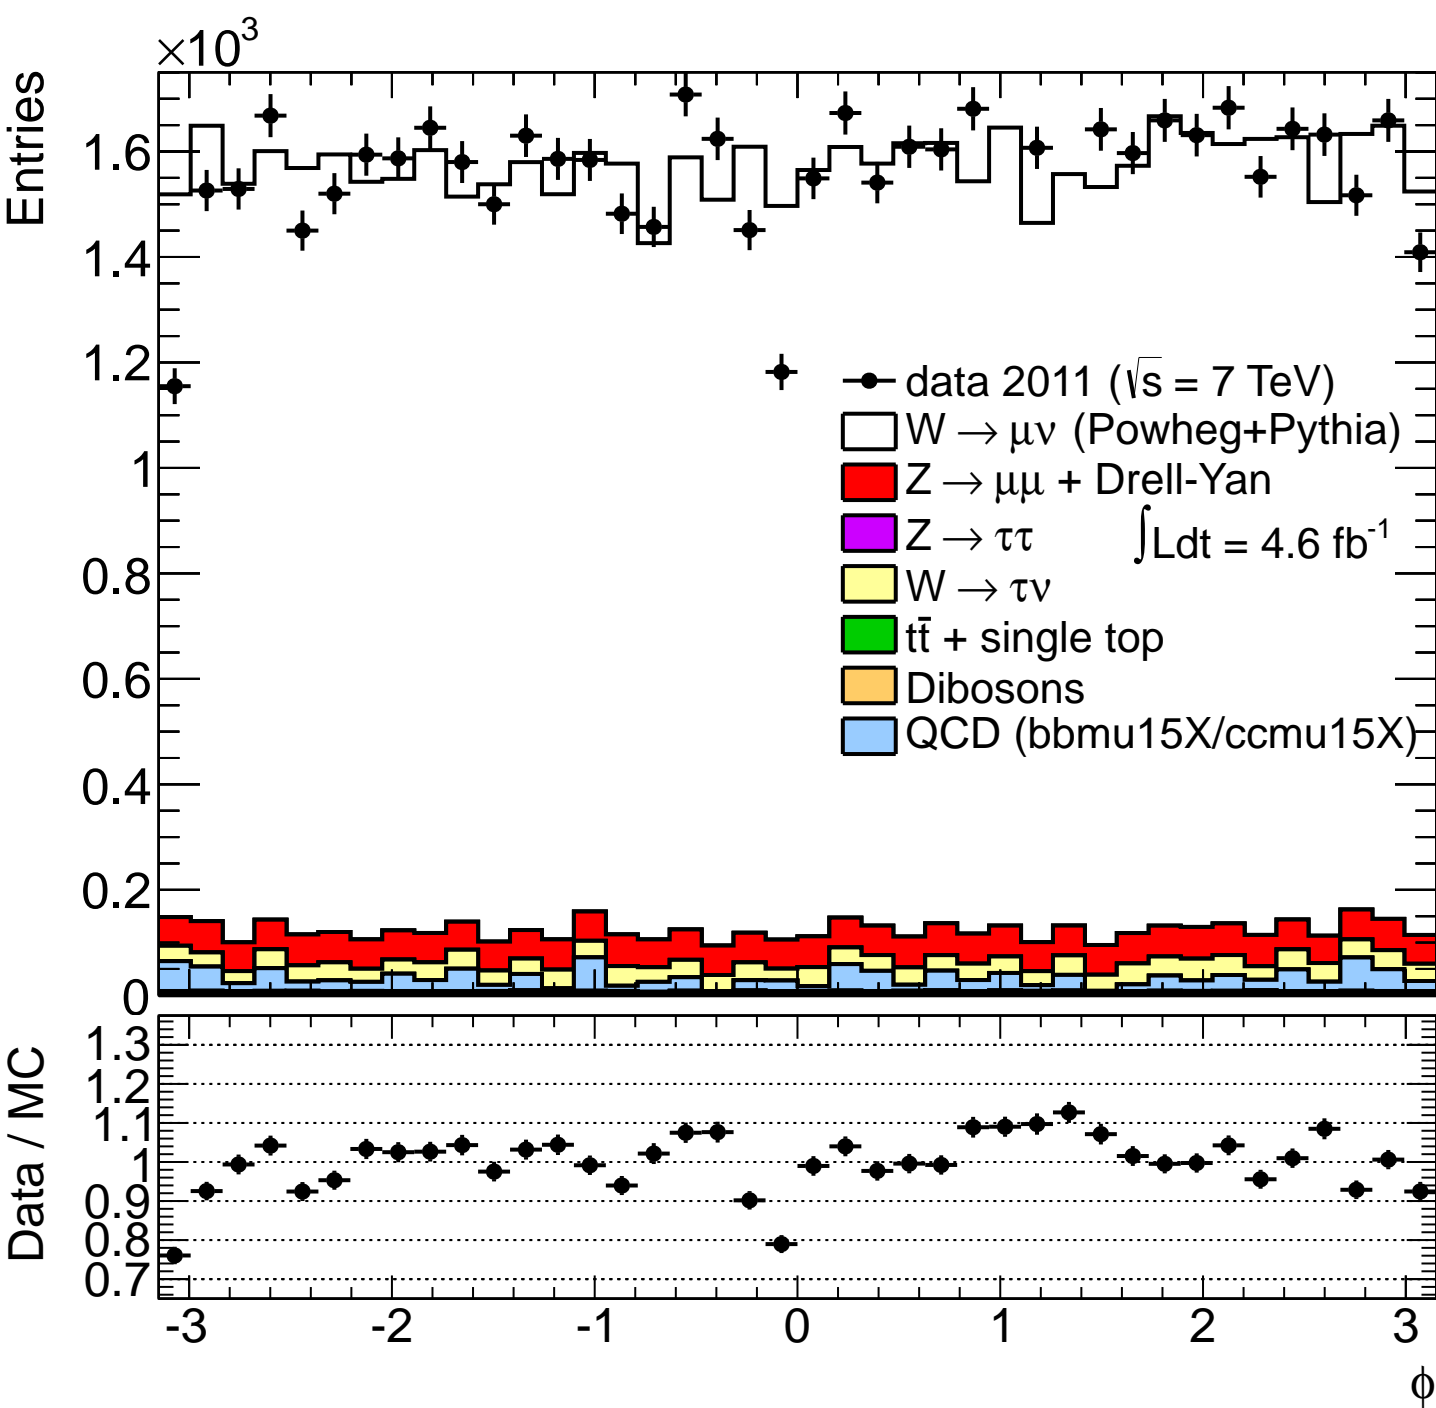 ×10³
Entries
1.6
1.4
1.2
1
0.8
0.6
0.4
0.2
0
data 2011 (√s = 7 TeV)
W → μν (Powheg+Pythia)
Z → μμ + Drell-Yan
Z → ττ
∫Ldt = 4.6 fb⁻¹
W → τν
tt̄ + single top
Dibosons
QCD (bbmu15X/ccmu15X)
Data / MC
1.3
1.2
1.1
1
0.9
0.8
0.7
-3 -2 -1 0 1 2 3
ϕ